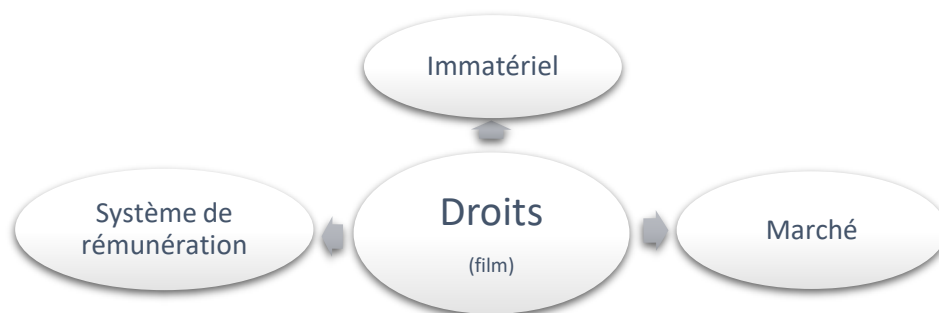 Immatériel
Système de
rémunération
Droits
(film)
Marché